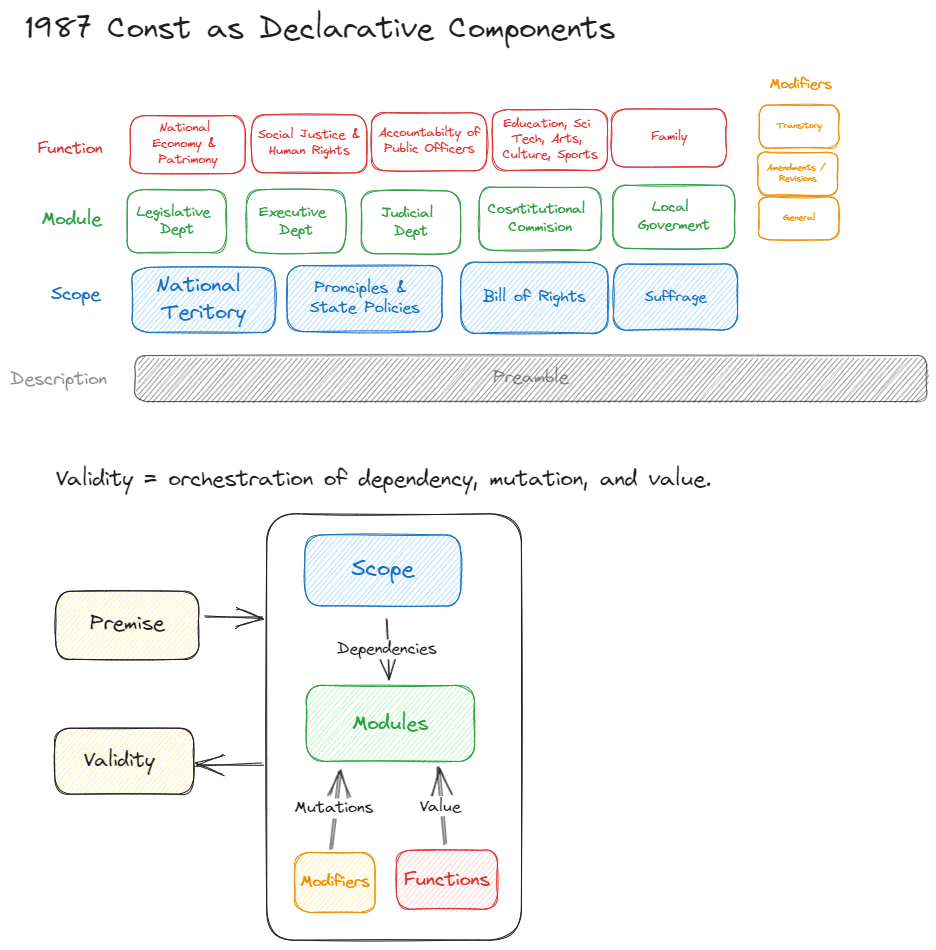 1987 Const as Declarative Components
Modifiers
Function
National
Economy &
Patrimony
Social Justice &
Human Rights
Accountabilty of
Public Officers
Education, Sci
Tech, Arts,
Culture, Sports
Family
Transitory
Amendments /
Revisions
General
Module
Legislative
Dept
Executive
Dept
Judicial
Dept
Cosntitutional
Commision
Local
Goverment
Scope
National
Teritory
Pronciples &
State Policies
Bill of Rights
Suffrage
Description
Preamble
Validity = orchestration of dependency, mutation, and value.
Scope
Premise
Dependencies
Modules
Validity
Mutations
Value
Modifiers
Functions